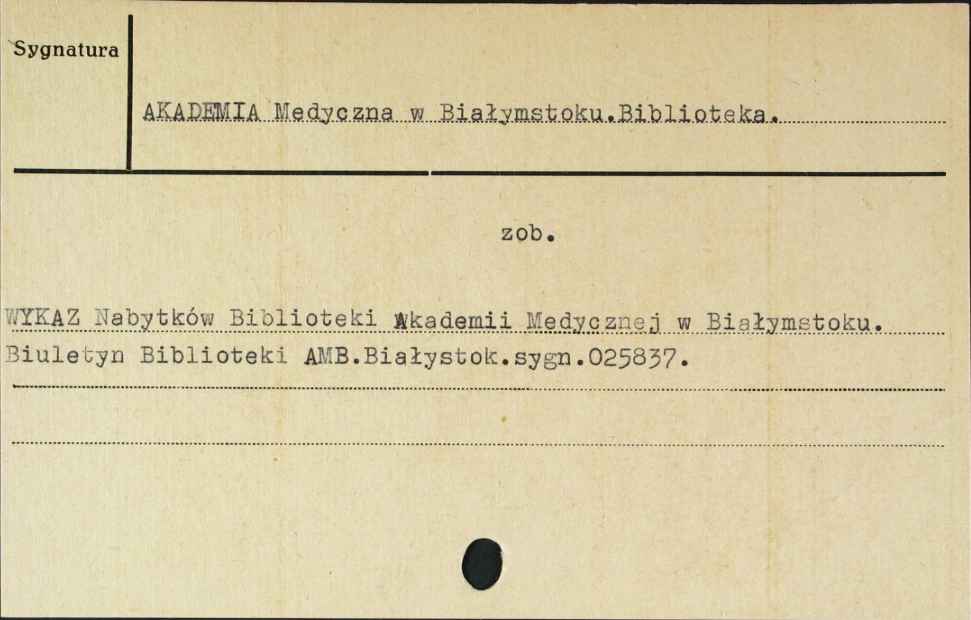 Sygnatura
AKADEMIA Medyczna w Białymstoku.Biblioteka.
zob.
WYKAZ Nabytków Biblioteki Akademii Medycznej w Białymstoku.
Biuletyn Biblioteki AMB.Białystok.sygn.025837.